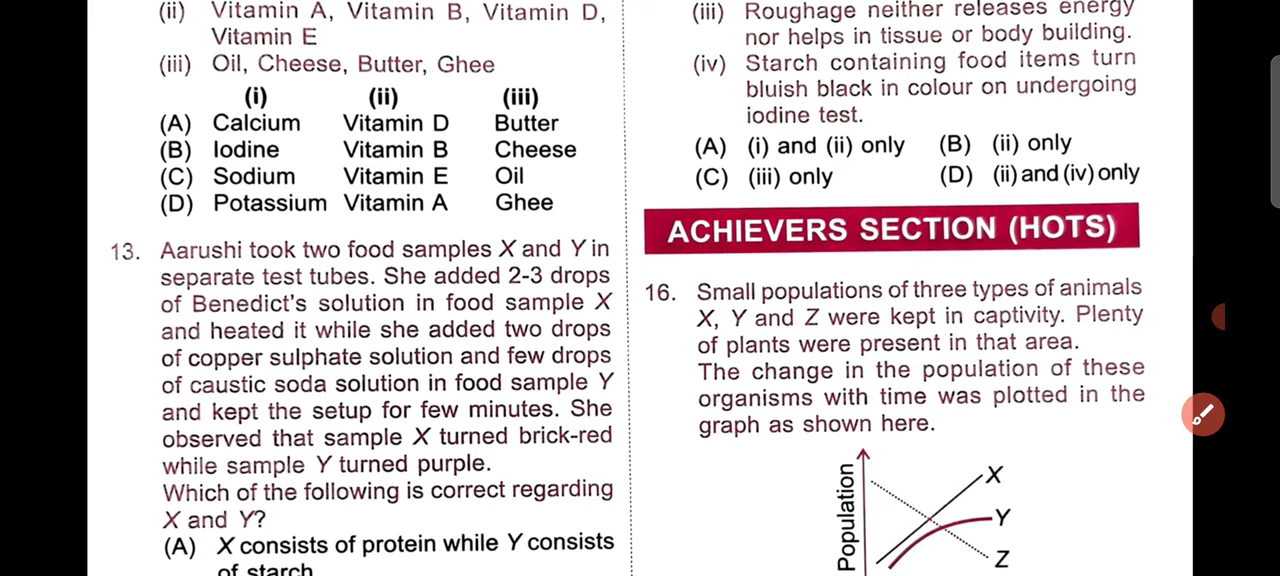 (ii) Vitamin A, Vitamin B, Vitamin D,
Vitamin E
(iii) Oil, Cheese, Butter, Ghee
(i) (ii) (iii)
(A) Calcium Vitamin D Butter
(B) Iodine Vitamin B Cheese
(C) Sodium Vitamin E Oil
(D) Potassium Vitamin A Ghee
13. Aarushi took two food samples X and Y in
separate test tubes. She added 2-3 drops
of Benedict's solution in food sample X
and heated it while she added two drops
of copper sulphate solution and few drops
of caustic soda solution in food sample Y
and kept the setup for few minutes. She
observed that sample X turned brick-red
while sample Y turned purple.
Which of the following is correct regarding
X and Y?
(A) X consists of protein while Y consists
of starch
(iii) Roughage neither releases energy
nor helps in tissue or body building.
(iv) Starch containing food items turn
bluish black in colour on undergoing
iodine test.
(A) (i) and (ii) only (B) (ii) only
(C) (iii) only (D) (ii) and (iv) only
ACHIEVERS SECTION (HOTS)
16. Small populations of three types of animals
X, Y and Z were kept in captivity. Plenty
of plants were present in that area.
The change in the population of these
organisms with time was plotted in the
graph as shown here.
Population
X
Y
Z